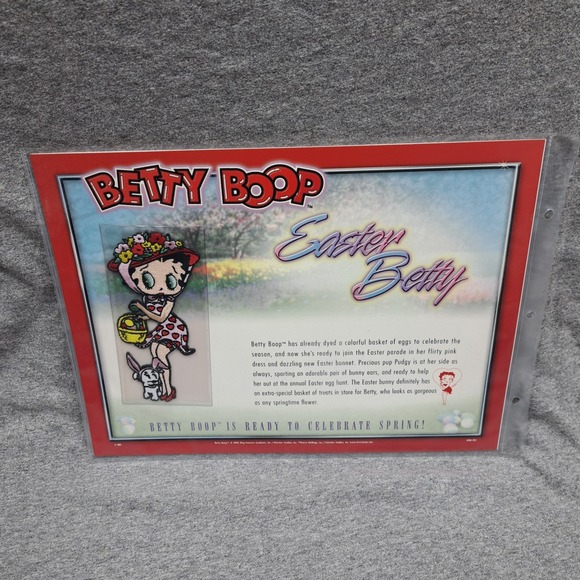 BETTY BOOP™
Easter
Betty
Betty Boop™ has already dyed a colorful basket of eggs to celebrate the
season, and now she's ready to join the Easter parade in her flirty pink
dress and dazzling new Easter bonnet. Precious pup Pudgy is at her side as
always, sporting an adorable pair of bunny ears, and ready to help
her out at the annual Easter egg hunt. The Easter bunny definitely has
an extra-special basket of treats in store for Betty, who looks as gorgeous
as any springtime flower.
BETTY BOOP™ IS READY TO CELEBRATE SPRING!